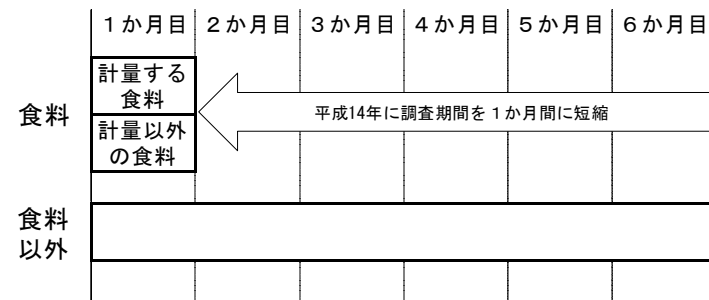 1か月目 2か月目 3か月目 4か月目 5か月目 6か月目
計量する
食料
食料
平成14年に調査期間を1か月間に短縮
計量以外
の食料
食料
以外